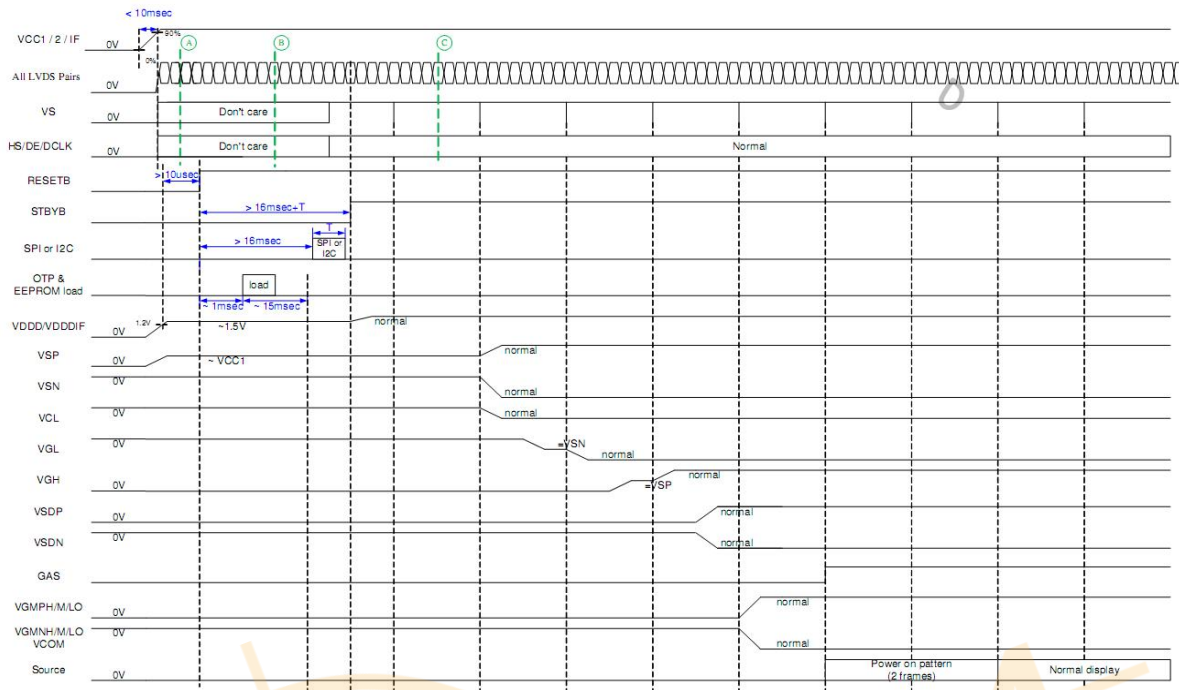 < 10msec
90%
VCC1 / 2 / IF
0V
0%
A
B
C
All LVDS Pairs
0V
VS
0V
Don't care
HS/DE/DCLK
0V
Don't care
Normal
RESETB
> 10usec
STBYB
> 16msec+T
T
SPI or I2C
> 16msec
SPI or
I2C
OTP &
EEPROM load
load
~ 1msec
~ 15msec
VDDD/VDDDIF
0V
1.2V
~1.5V
normal
VSP
0V
~ VCC1
normal
VSN
0V
normal
VCL
0V
normal
VGL
0V
=VSN
normal
VGH
0V
=VSP
normal
VSDP
0V
normal
VSDN
0V
normal
GAS
VGMPH/M/LO
0V
normal
VGMNH/M/LO
VCOM
0V
normal
Source
0V
Power on pattern
(2 frames)
Normal display